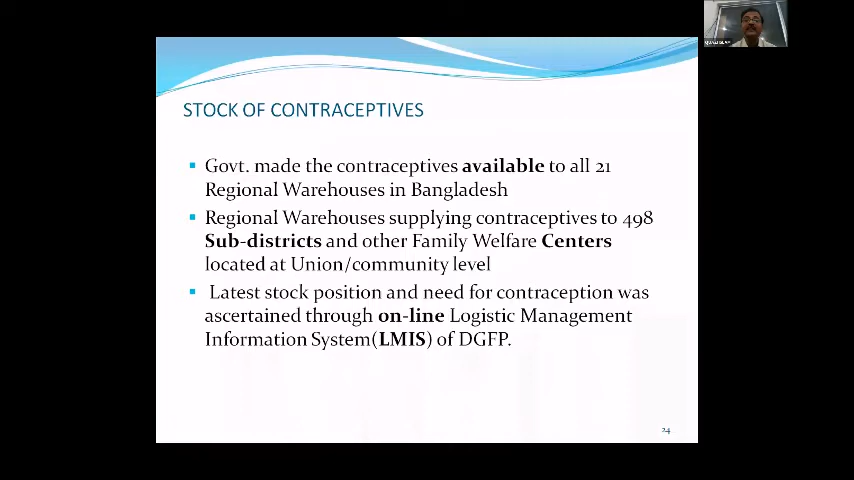 STOCK OF CONTRACEPTIVES
Govt. made the contraceptives available to all 21
Regional Warehouses in Bangladesh
Regional Warehouses supplying contraceptives to 498
Sub-districts and other Family Welfare Centers
located at Union/community level
Latest stock position and need for contraception was
ascertained through on-line Logistic Management
Information System(LMIS) of DGFP.
24